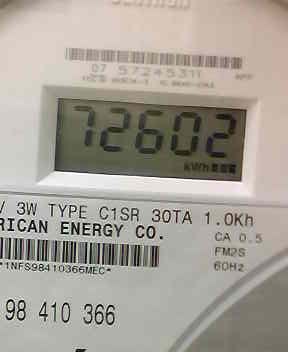 07 57245311
72602
kWh
V 3W TYPE C1SR 30TA 1.0Kh
RICAN ENERGY CO.
CA 0.5
FM2S
60Hz
*1NFS98410366MEC*
98 410 366